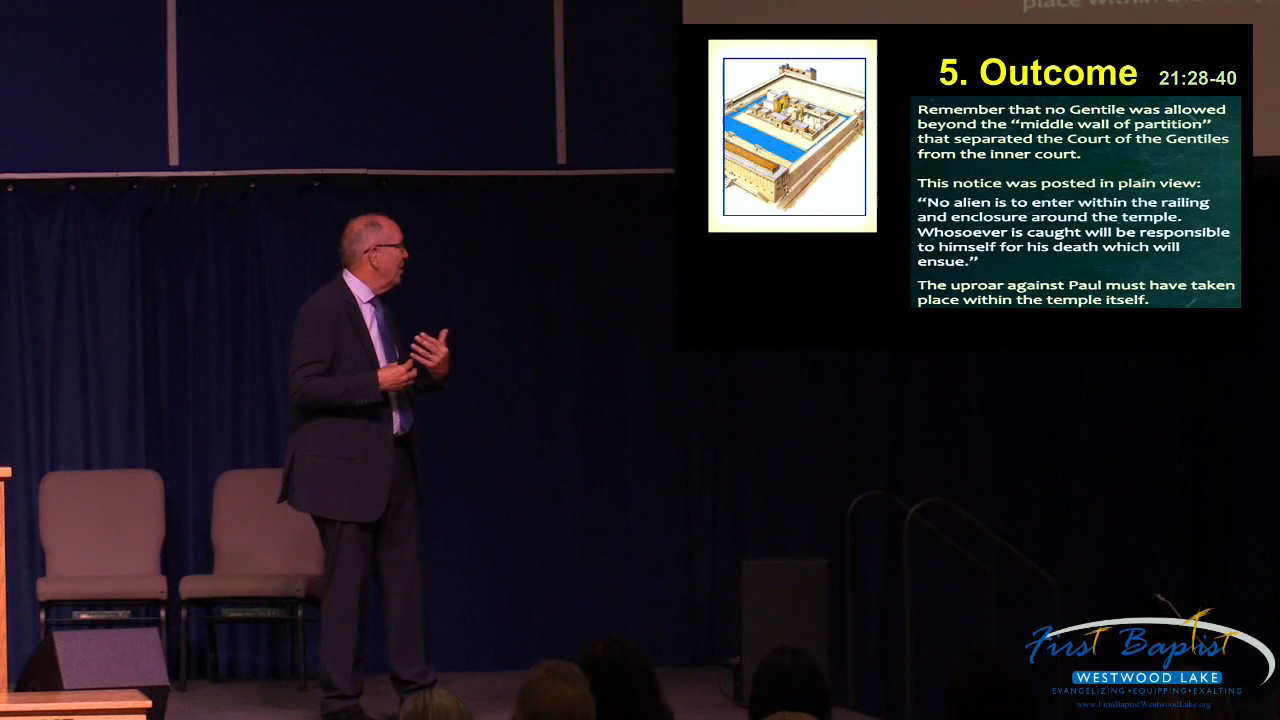 place within the
5. Outcome 21:28-40
Remember that no Gentile was allowed
beyond the “middle wall of partition”
that separated the Court of the Gentiles
from the inner court.
This notice was posted in plain view:
“No alien is to enter within the railing
and enclosure around the temple.
Whosoever is caught will be responsible
to himself for his death which will
ensue.”
The uproar against Paul must have taken
place within the temple itself.
First Baptist
WESTWOOD LAKE
EVANGELIZING•EQUIPPING•EXALTING
www.FirstBaptistWestwoodLake.org